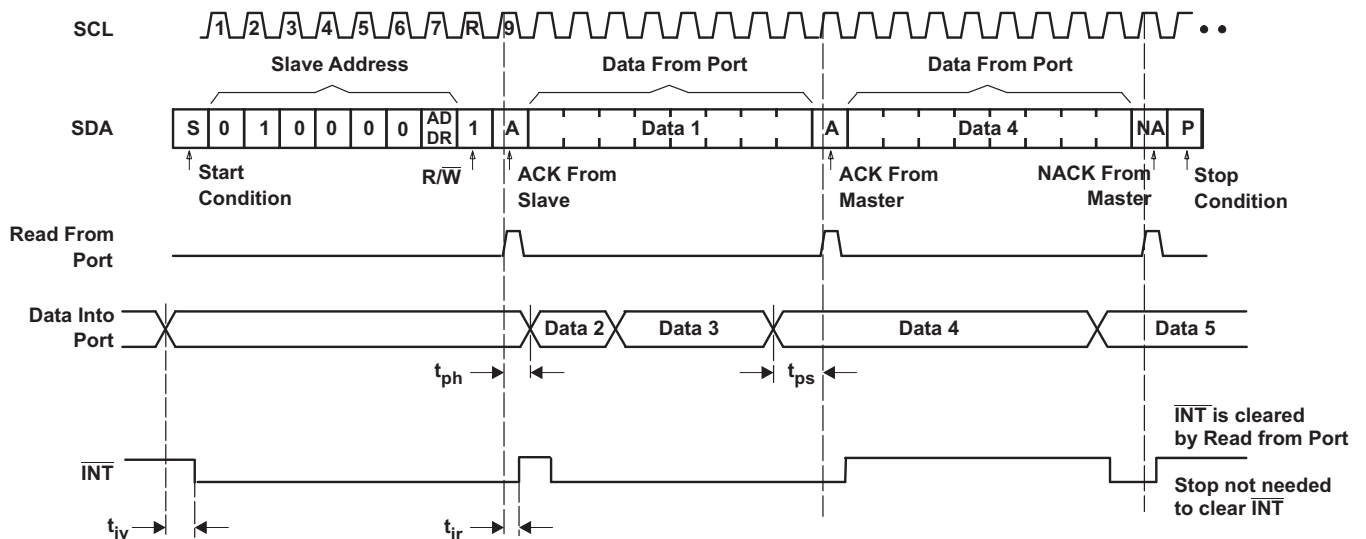 SCL
1 2 3 4 5 6 7 R 9
Slave Address
Data From Port
Data From Port
SDA
S 0 1 0 0 0 0 AD DR 1 A Data 1 A Data 4 NA P
Start
Condition
R/W
ACK From
Slave
ACK From
Master
NACK From
Master
Stop
Condition
Read From
Port
Data Into
Port
Data 2
Data 3
Data 4
Data 5
tph
tps
INT is cleared
by Read from Port
INT
Stop not needed
to clear INT
tiv
tir